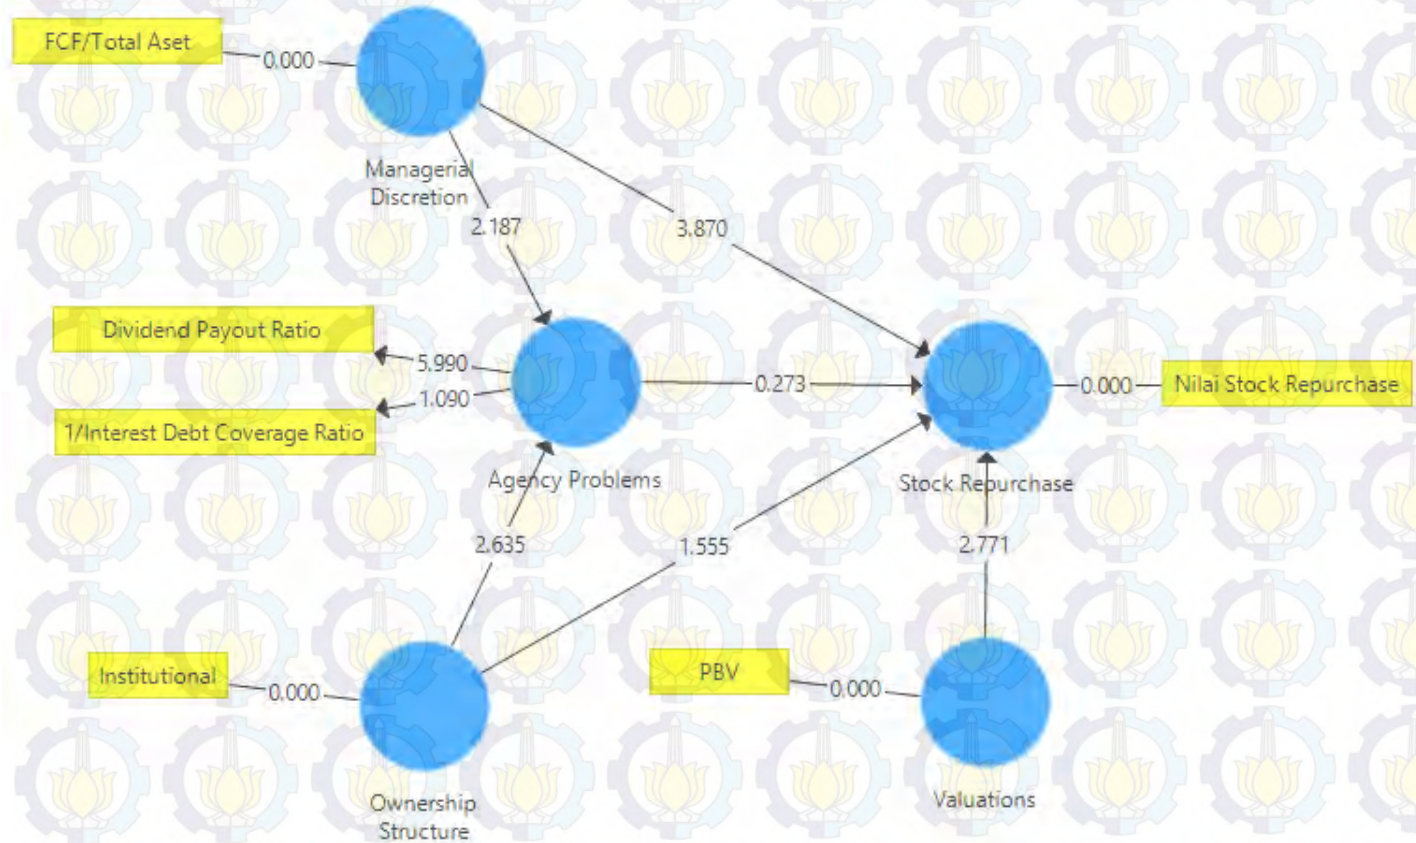 FCF/Total Aset
0.000
Managerial
Discretion
2.187
3.870
Dividend Payout Ratio
5.990
1.090
1/Interest Debt Coverage Ratio
Agency Problems
0.273
Stock Repurchase
0.000
Nilai Stock Repurchase
2.635
1.555
2.771
Institutional
0.000
Ownership
Structure
PBV
0.000
Valuations